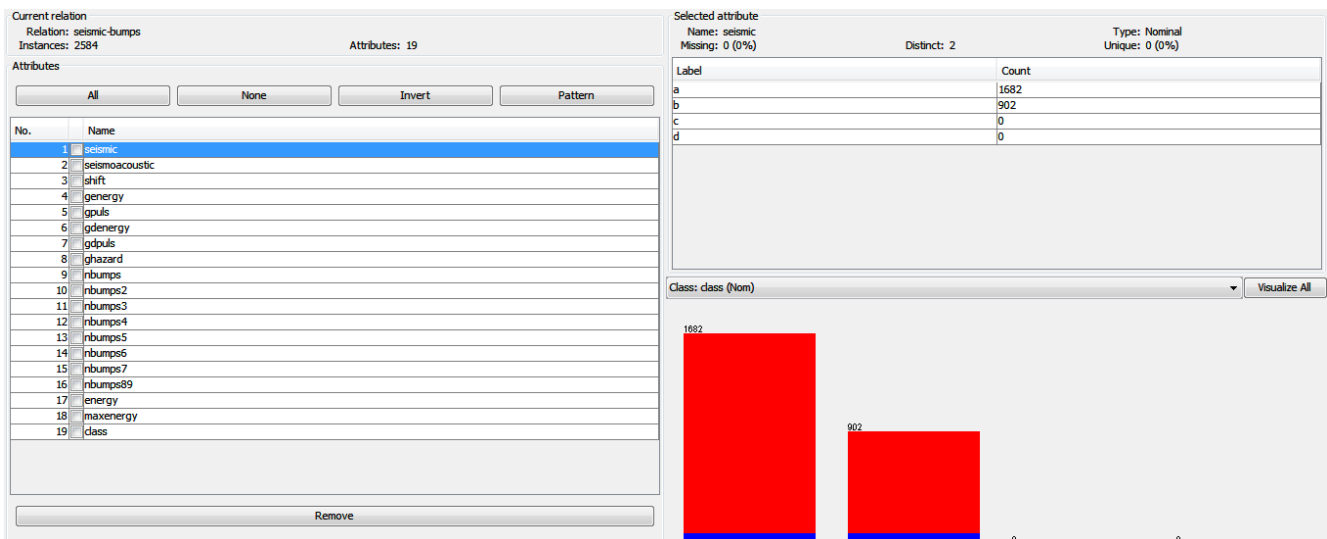 Current relation
Relation: seismic-bumps
Instances: 2584 Attributes: 19
Attributes
All None Invert Pattern
No. Name
1 seismic
2 seismoacoustic
3 shift
4 genergy
5 gpuls
6 gdenergy
7 gdpuls
8 ghazard
9 nbumps
10 nbumps2
11 nbumps3
12 nbumps4
13 nbumps5
14 nbumps6
15 nbumps7
16 nbumps89
17 energy
18 maxenergy
19 class
Remove
Selected attribute
Name: seismic Type: Nominal
Missing: 0 (0%) Distinct: 2 Unique: 0 (0%)
Label Count
a 1682
b 902
c 0
d 0
Class: class (Nom) Visualize All
1682
902
0 0